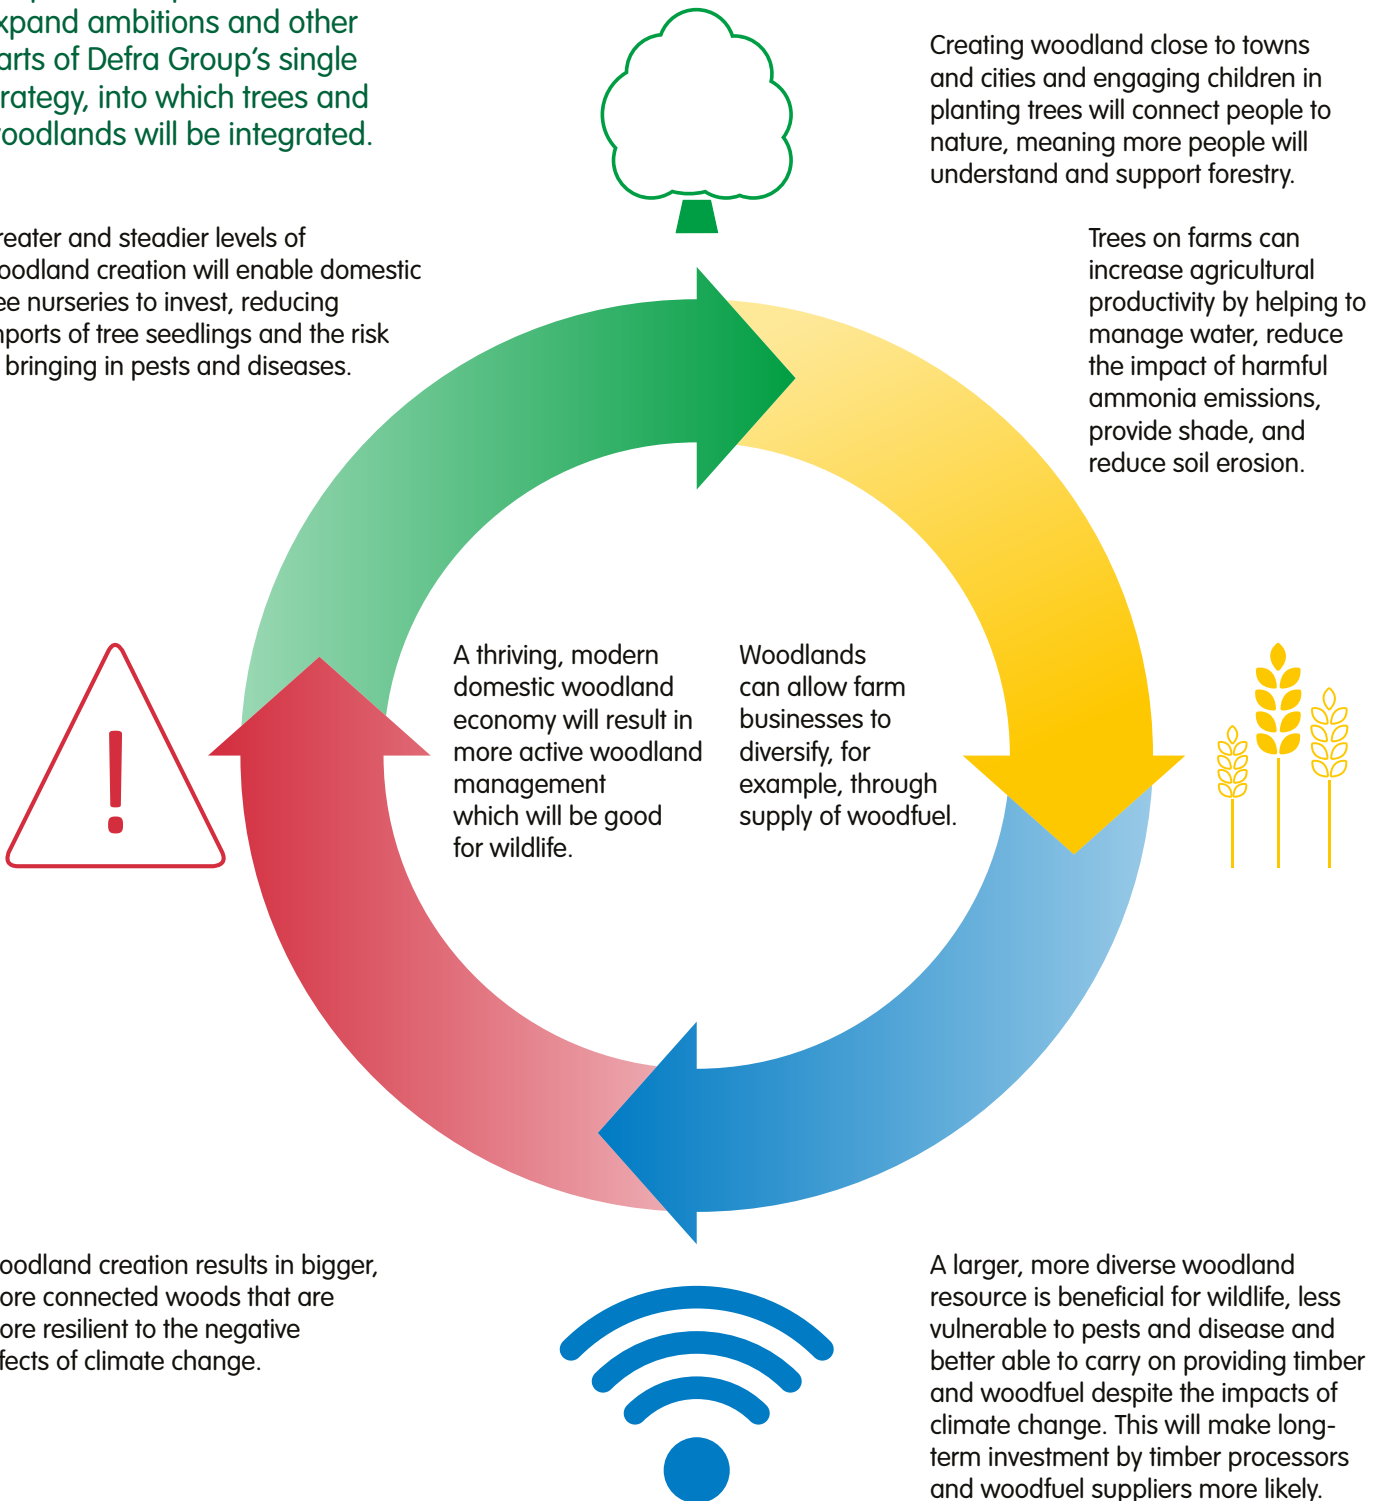 xpand ambitions and other
arts of Defra Group’s single
rategy, into which trees and
oodlands will be integrated.
Creating woodland close to towns
and cities and engaging children in
planting trees will connect people to
nature, meaning more people will
understand and support forestry.
reater and steadier levels of
oodland creation will enable domestic
ee nurseries to invest, reducing
mports of tree seedlings and the risk
bringing in pests and diseases.
Trees on farms can
increase agricultural
productivity by helping to
manage water, reduce
the impact of harmful
ammonia emissions,
provide shade, and
reduce soil erosion.
A thriving, modern
domestic woodland
economy will result in
more active woodland
management
which will be good
for wildlife.
Woodlands
can allow farm
businesses to
diversify, for
example, through
supply of woodfuel.
!
oodland creation results in bigger,
ore connected woods that are
ore resilient to the negative
fects of climate change.
A larger, more diverse woodland
resource is beneficial for wildlife, less
vulnerable to pests and disease and
better able to carry on providing timber
and woodfuel despite the impacts of
climate change. This will make long-
term investment by timber processors
and woodfuel suppliers more likely.